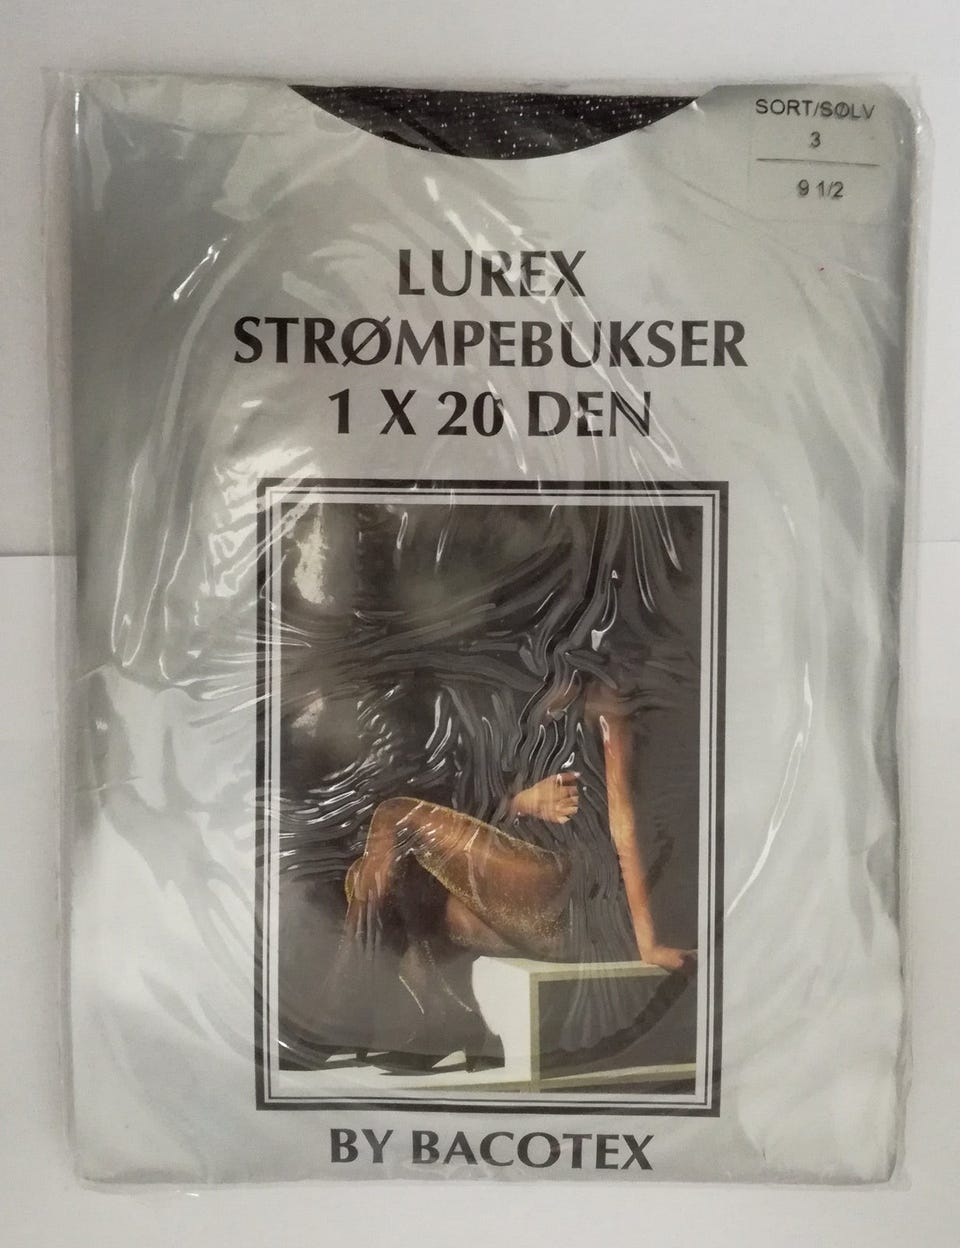 SORT/SØLV
3
9 1/2
LUREX
STRØMPEBUKSER
1 X 20 DEN
BY BACOTEX